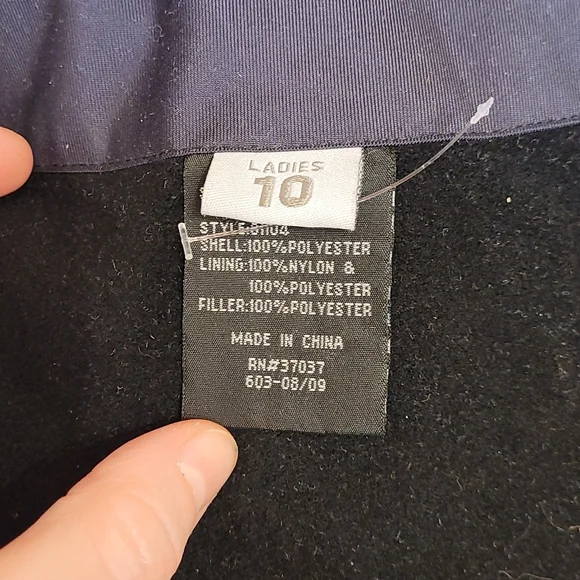 LADIES
10
STYLE:81104
SHELL:100%POLYESTER
LINING:100%NYLON &
100%POLYESTER
FILLER:100%POLYESTER
MADE IN CHINA
RN#37037
603-08/09